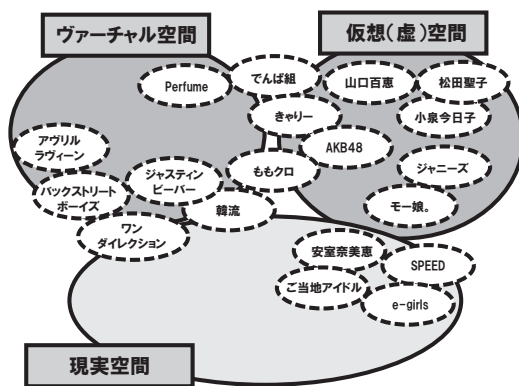 ヴァーチャル空間
仮想(虚)空間
Perfume
でんぱ組
山口百恵
松田聖子
きゃりー
小泉今日子
AKB48
アヴリル
ラヴィーン
ジャスティン
ビーバー
ももクロ
ジャニーズ
バックストリート
ボーイズ
韓流
モー娘。
ワン
ダイレクション
安室奈美恵
SPEED
ご当地アイドル
e-girls
現実空間